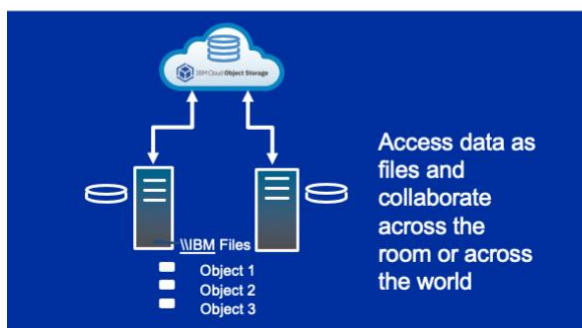 IBM Cloud Object Storage
Access data as
files and
collaborate
across the
room or across
the world
\\IBM Files
Object 1
Object 2
Object 3